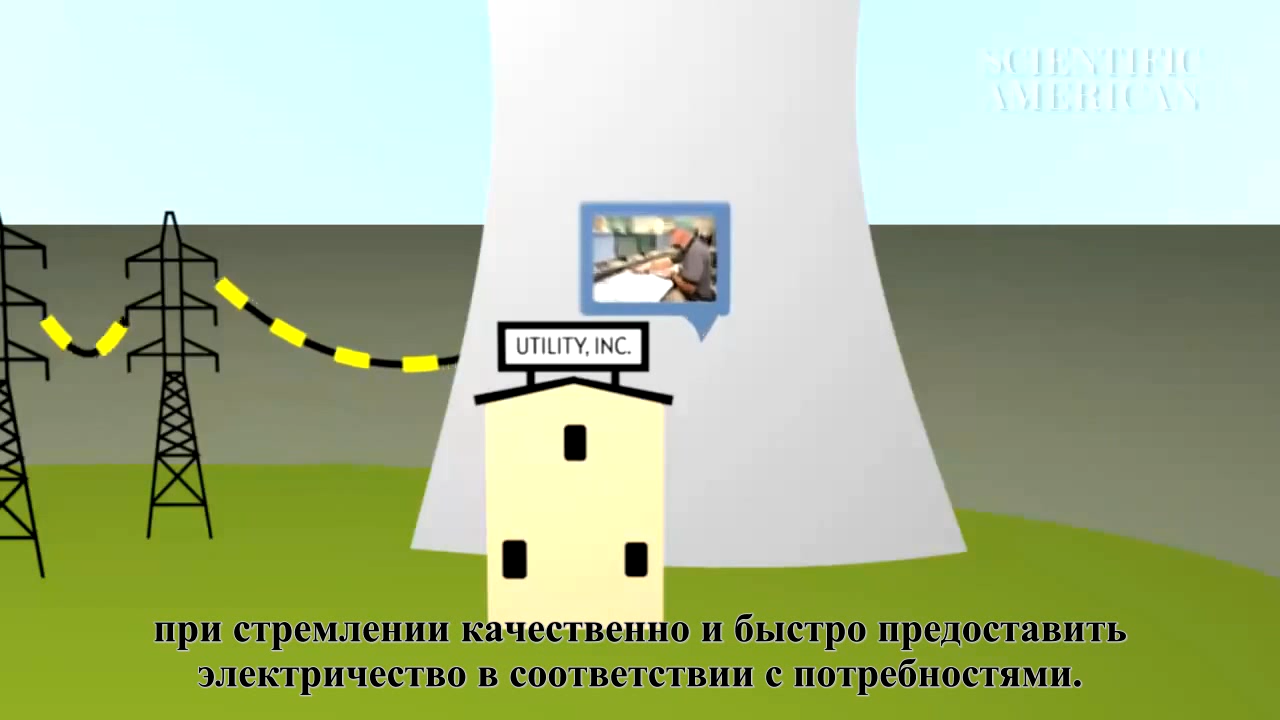 SCIENTIFIC
AMERICAN
UTILITY, INC.
при стремлении качественно и быстро предоставить
электричество в соответствии с потребностями.